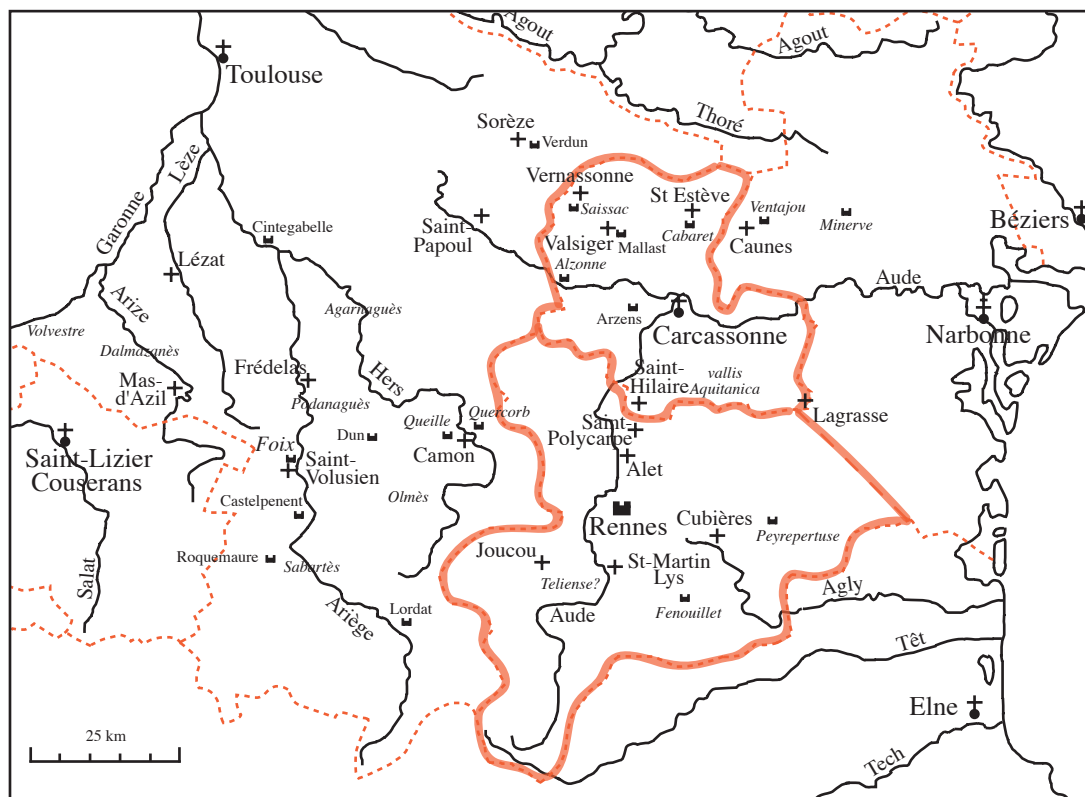 Agout
Agout
Toulouse
Thoré
Sorèze
Verdun
Lèze
Vernassonne
St Estève
Saissac
Ventajou
Minerve
Béziers
Garonne
Cintegabelle
Saint-
Papoul
Valsiger
Mallast
Cabaret
Caunes
Lézat
Alzonne
Aude
Arize
Agarnaguès
Arzens
Carcassonne
Narbonne
Volvestre
Dalmazanès
Frédelas
Hers
Saint-
Hilaire
vallis
Aquitanica
Mas-
d'Azil
Podanaguès
Queille
Quercorb
Lagrasse
Saint-
Polycarpe
Dun
Camon
Foix
Saint-
Volusien
Saint-Lizier
Couserans
Alet
Olmès
Castelpenent
Rennes
Cubières
Peyrepertuse
Roquemaure
Sabartès
Joucou
Teliense?
St-Martin
Lys
Salat
Ariège
Lordat
Aude
Fenouillet
Agly
Têt
Elne
25 km
Tech